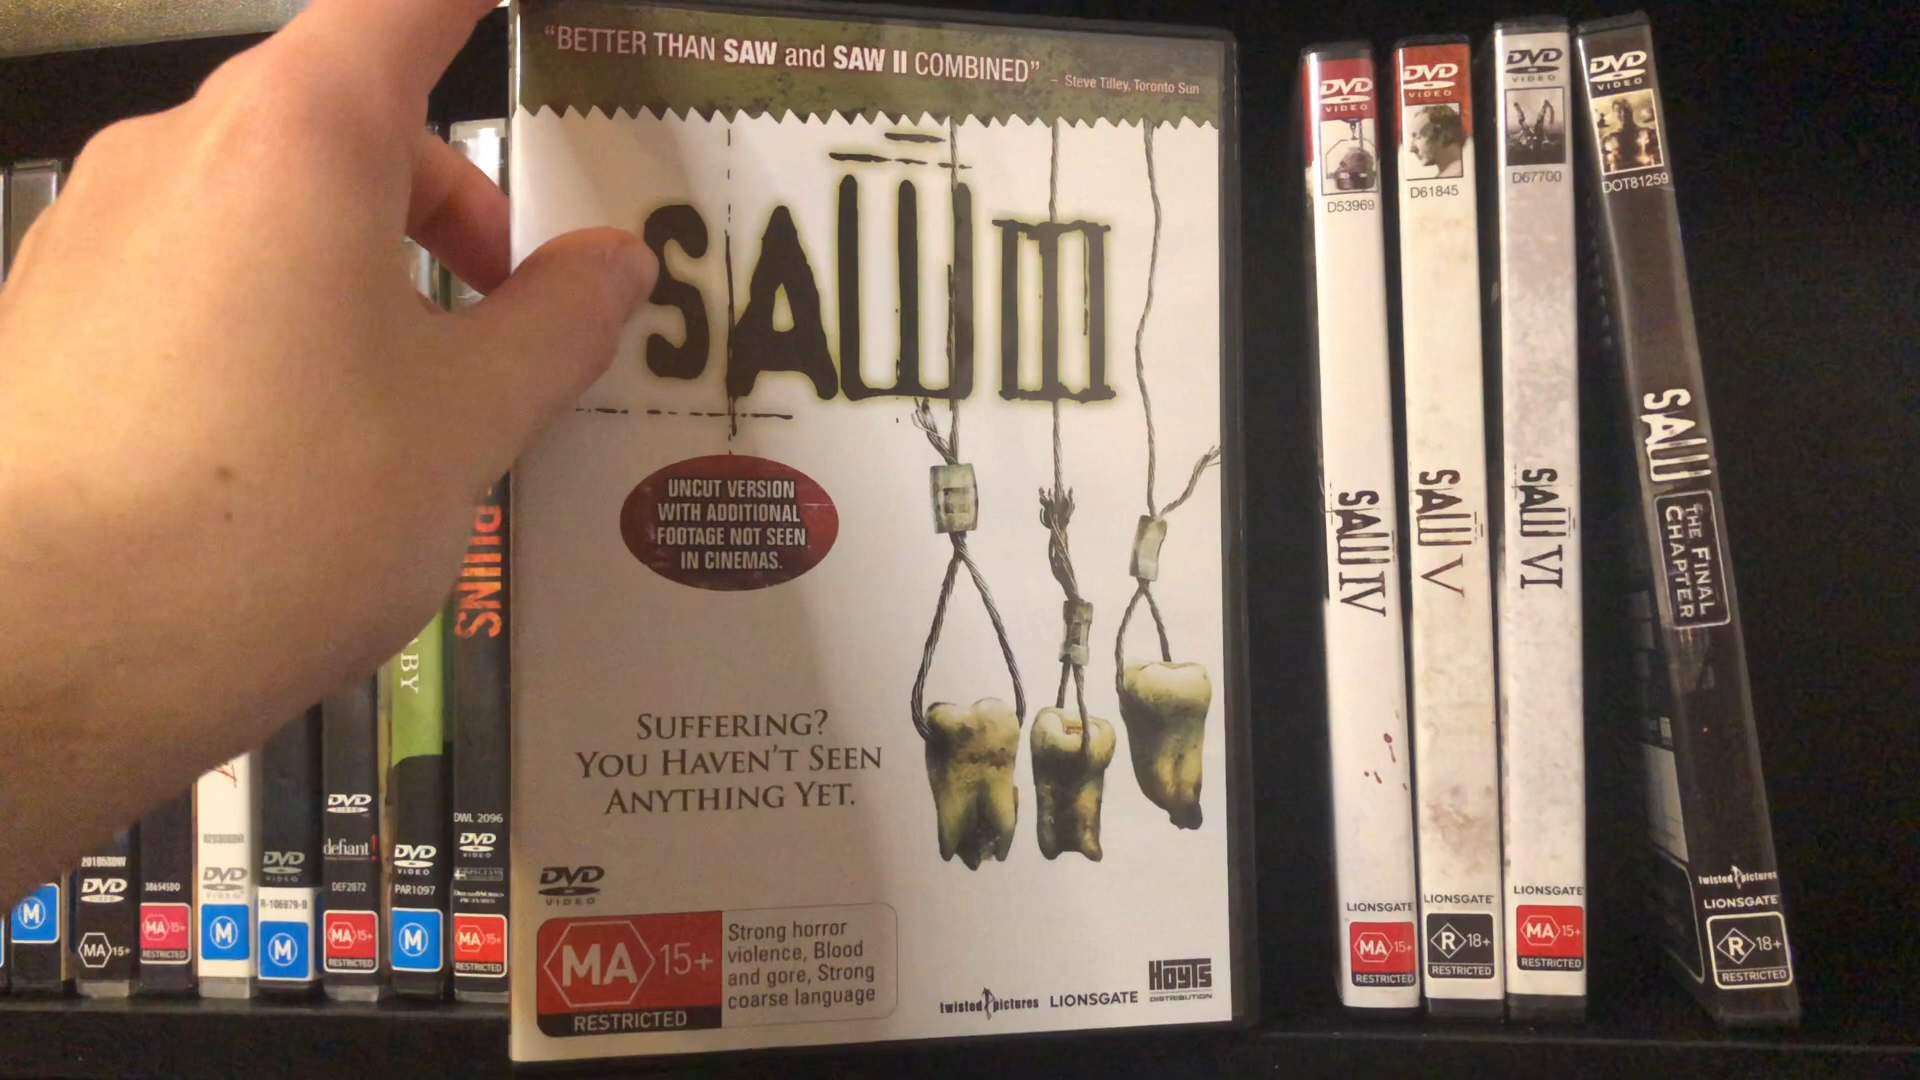 "BETTER THAN SAW and SAW II COMBINED"
– Steve Tilley, Toronto Sun
SAW III
UNCUT VERSION
WITH ADDITIONAL
FOOTAGE NOT SEEN
IN CINEMAS.
SUFFERING?
YOU HAVEN'T SEEN
ANYTHING YET.
DVD
VIDEO
MA 15+
RESTRICTED
Strong horror
violence, Blood
and gore, Strong
coarse language
twisted pictures LIONSGATE HOYTS
DISTRIBUTION
DVD
VIDEO
D53969
SAW IV
LIONSGATE
MA 15+
RESTRICTED
DVD
VIDEO
D61845
SAW V
LIONSGATE
R 18+
RESTRICTED
DVD
VIDEO
D67700
SAW VI
LIONSGATE
MA 15+
RESTRICTED
DVD
VIDEO
DOT81259
SAW
THE FINAL
CHAPTER
twisted pictures
LIONSGATE
R 18+
RESTRICTED
M
DVD
MA 15+
MA 15+
RESTRICTED
DVD
VIDEO
M
DVD
VIDEO
R-106979-9
M
DVD
defiant!
DEF2872
MA 15+
RESTRICTED
BY
DVD
VIDEO
PAR1097
M
RUINS
DWL 2096
DVD
VIDEO
MA 15+
RESTRICTED